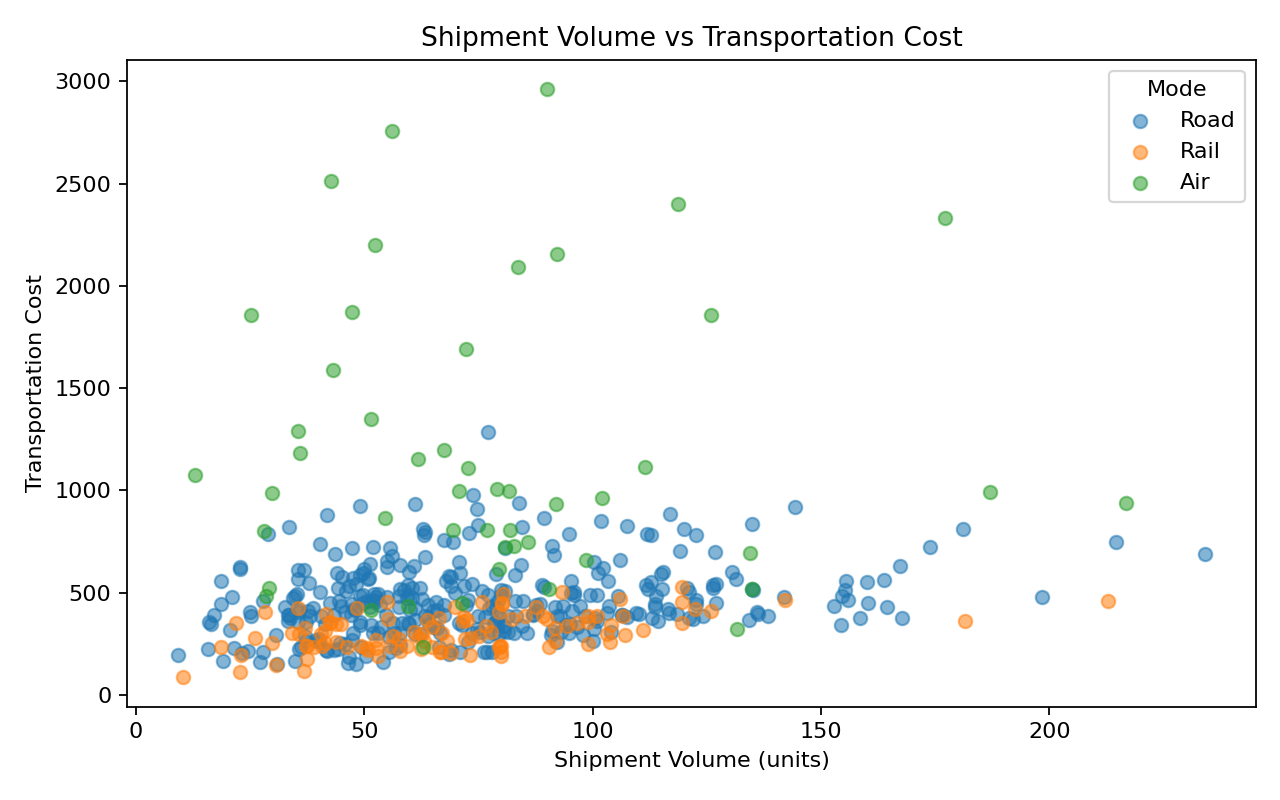 Shipment Volume vs Transportation Cost
Mode
Road
Rail
Air
Transportation Cost
3000
2500
2000
1500
1000
500
0
0 50 100 150 200
Shipment Volume (units)